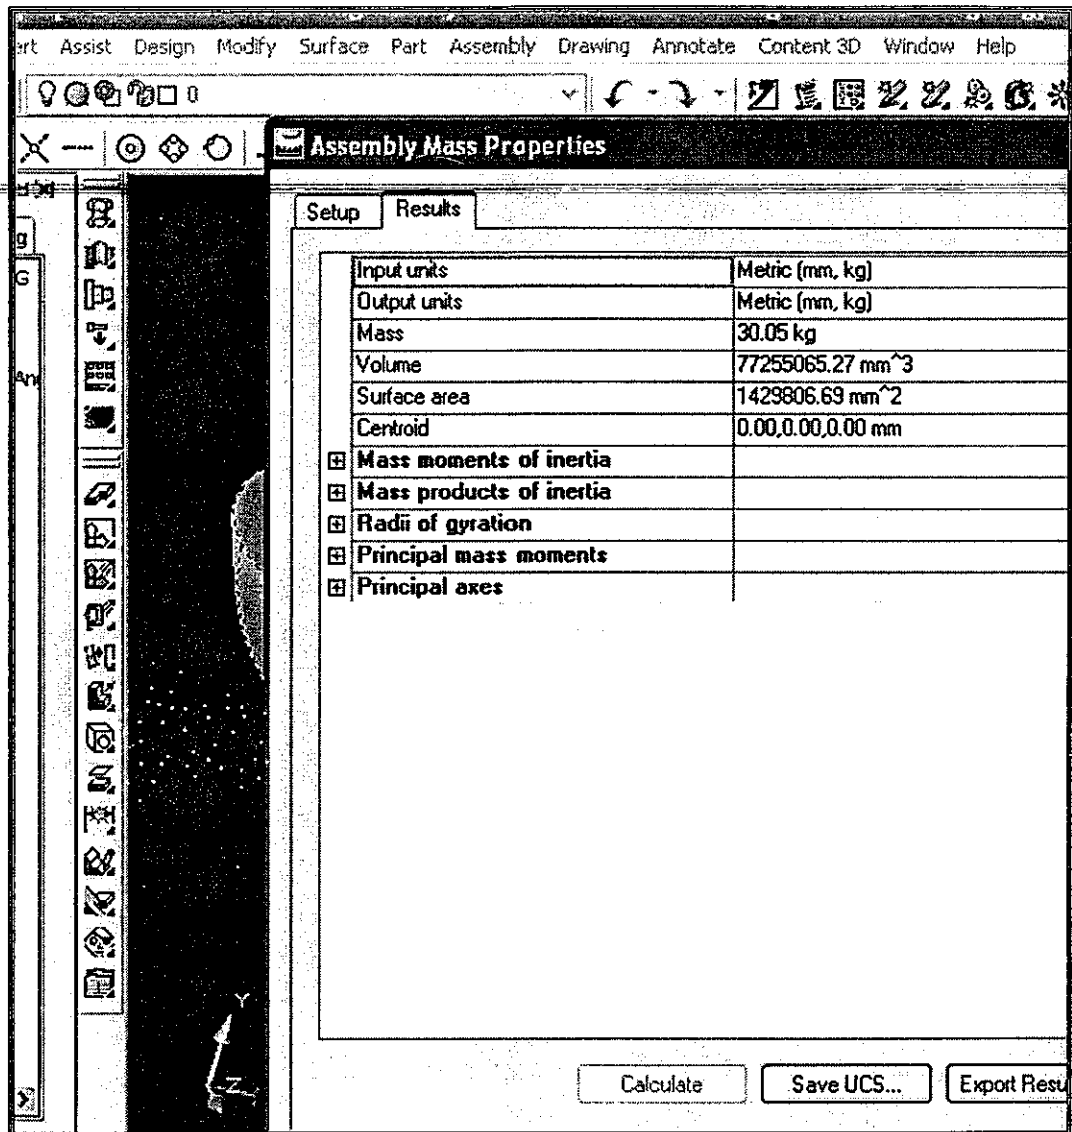 ert Assist Design Modify Surface Part Assembly Drawing Annotate Content 3D Window Help
0
Assembly Mass Properties
Setup Results
g
G
Input units Metric (mm, kg)
Output units Metric (mm, kg)
Mass 30.05 kg
Volume 77255065.27 mm^3
Surface area 1429806.69 mm^2
Centroid 0.00,0.00,0.00 mm
Mass moments of inertia
Mass products of inertia
Radii of gyration
Principal mass moments
Principal axes
Y
Z
Calculate Save UCS... Export Resu